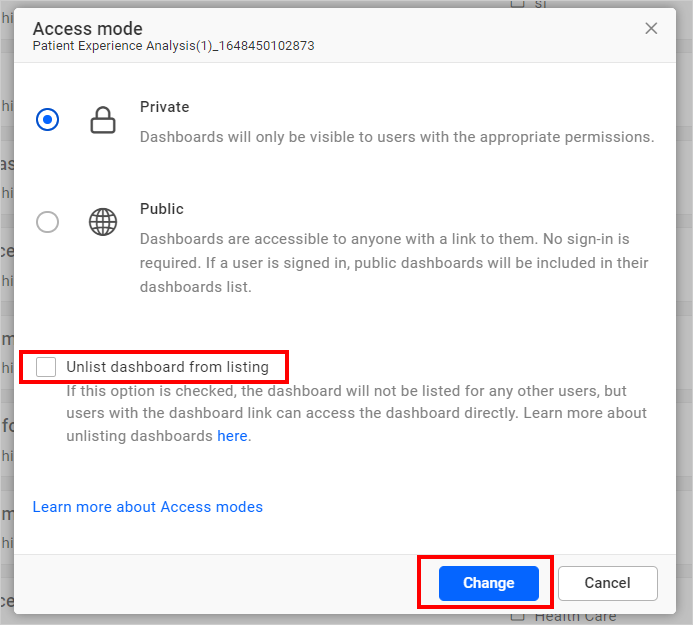 Access mode
Patient Experience Analysis(1)_1648450102873
Private
Dashboards will only be visible to users with the appropriate permissions.
Public
Dashboards are accessible to anyone with a link to them. No sign-in is
required. If a user is signed in, public dashboards will be included in their
dashboards list.
Unlist dashboard from listing
If this option is checked, the dashboard will not be listed for any other users, but
users with the dashboard link can access the dashboard directly. Learn more about
unlisting dashboards here.
Learn more about Access modes
Change Cancel
Health Care